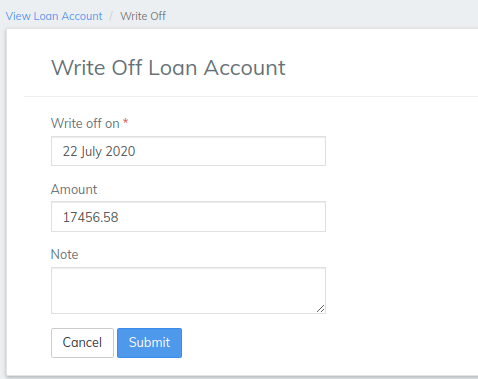 View Loan Account / Write Off
Write Off Loan Account
Write off on *
22 July 2020
Amount
17456.58
Note
Cancel Submit